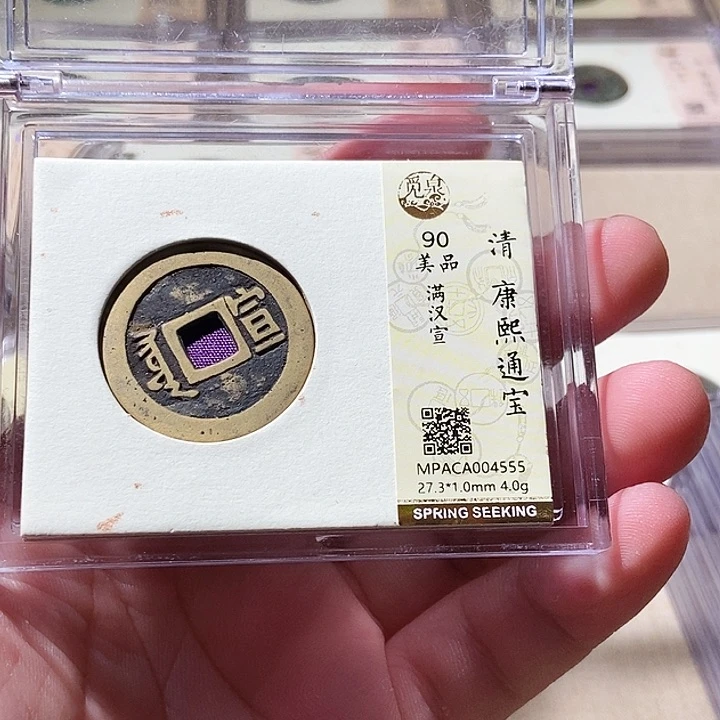 觅泉
90
美品
满汉宣
清 康熙通宝
MPACA004555
27.3*1.0mm 4.0g
SPRING SEEKING
宣